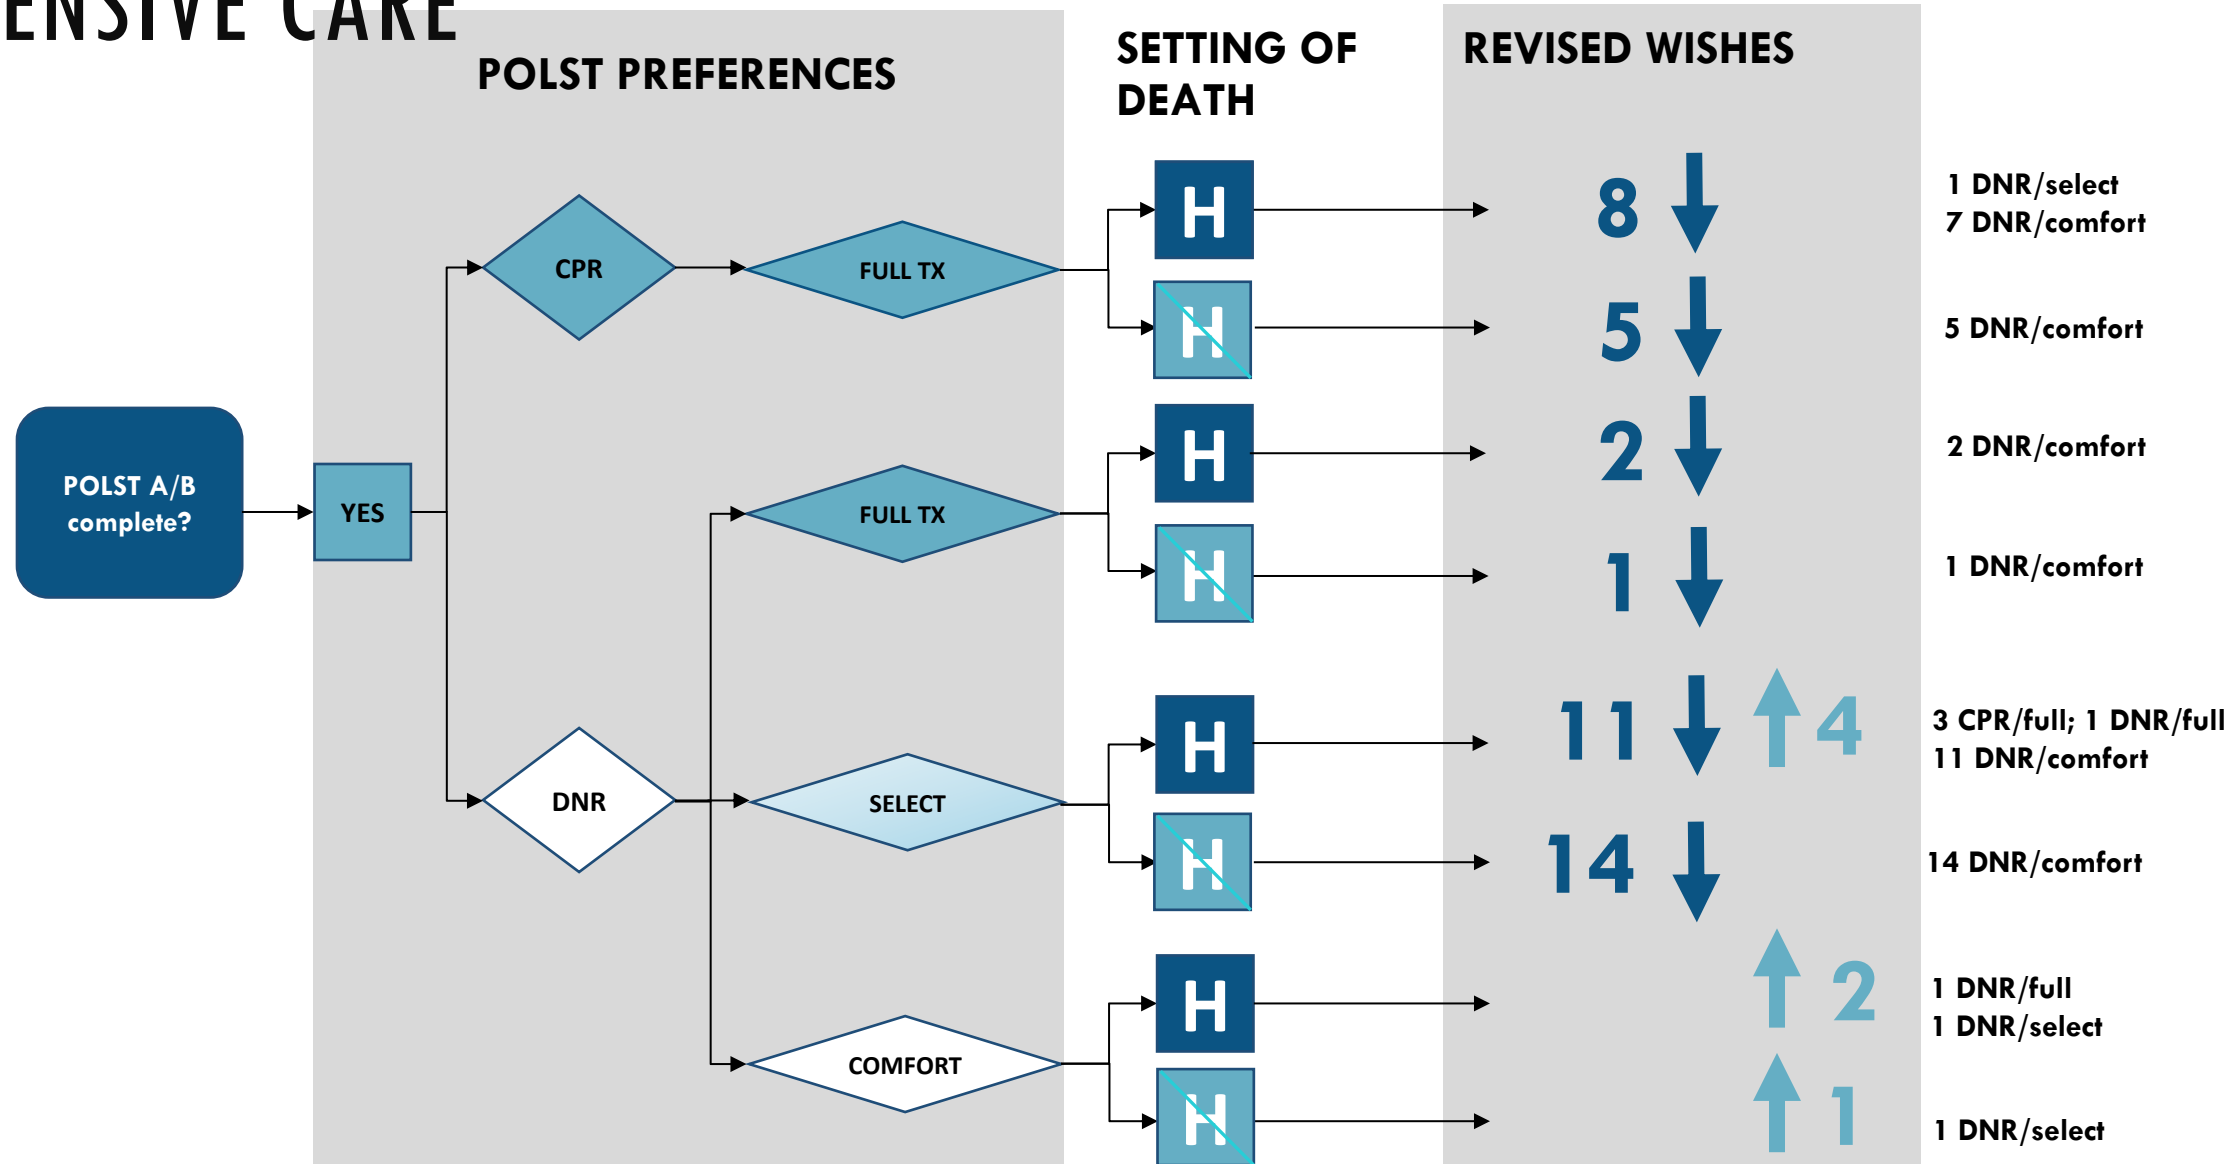 ENSIVE CARE
POLST PREFERENCES
SETTING OF
DEATH
REVISED WISHES
POLST A/B
complete?
YES
CPR
FULL TX
H
8
1 DNR/select
7 DNR/comfort
H
5
5 DNR/comfort
FULL TX
H
2
2 DNR/comfort
H
1
1 DNR/comfort
DNR
SELECT
H
11
4
3 CPR/full; 1 DNR/full
11 DNR/comfort
H
14
14 DNR/comfort
COMFORT
H
2
1 DNR/full
1 DNR/select
H
1
1 DNR/select